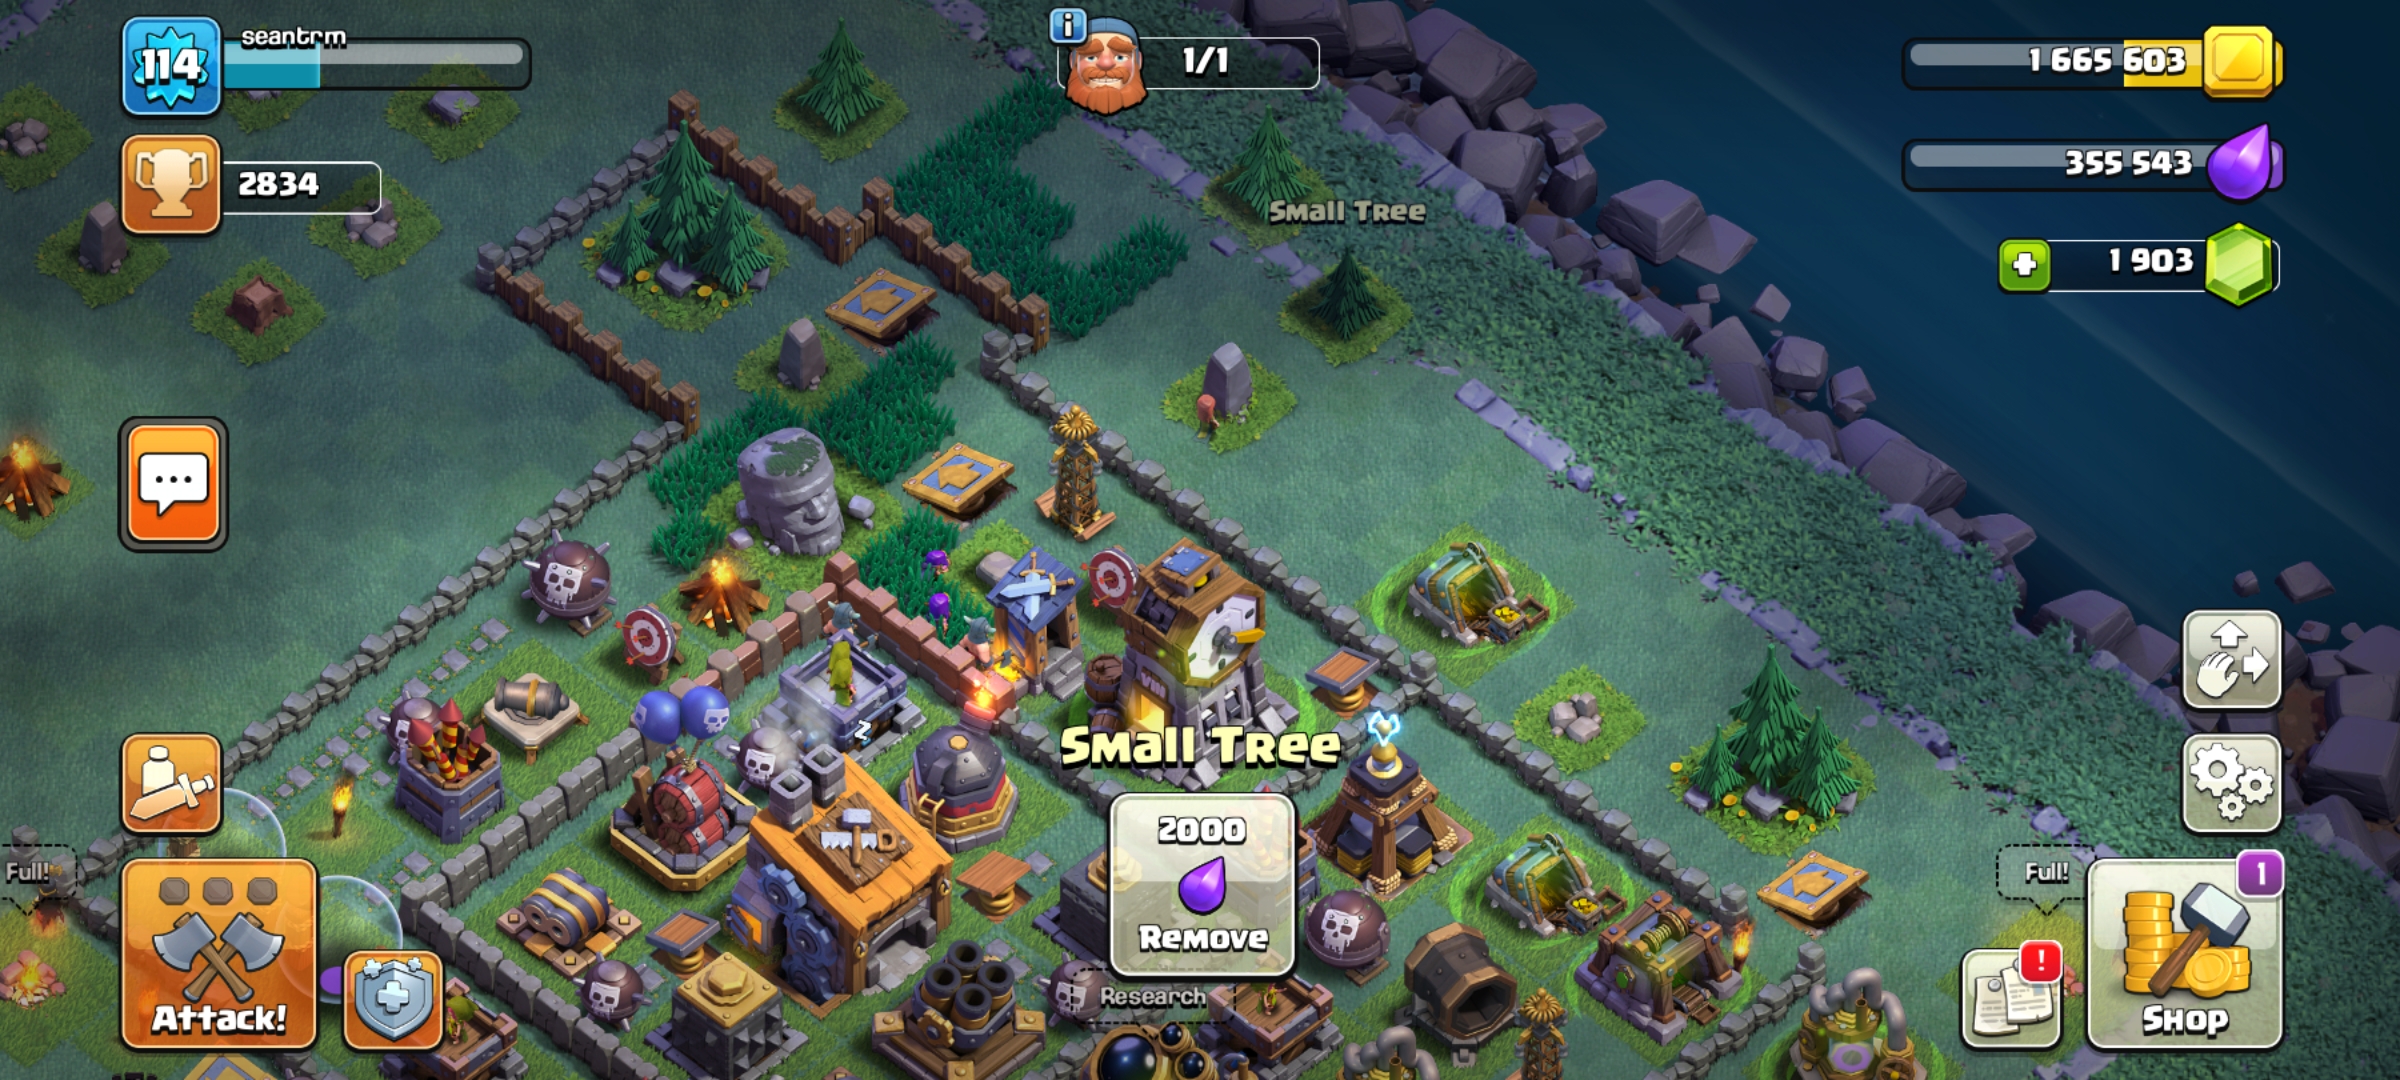 114
seantrm
1/1
1 665 603
2834
355 543
Small Tree
1 903
Z
Small Tree
2000
Remove
Full!
Full!
1
!
Attack!
Research
Shop